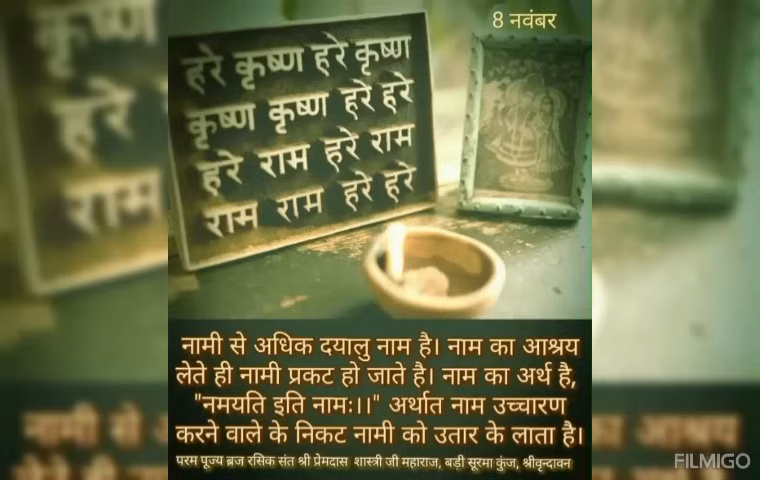 8 नवंबर
हरे कृष्ण हरे कृष्ण
कृष्ण कृष्ण हरे हरे
हरे राम हरे राम
राम राम हरे हरे
नामी से अधिक दयालु नाम है। नाम का आश्रय
लेते ही नामी प्रकट हो जाते है। नाम का अर्थ है,
"नमयति इति नामः।।" अर्थात नाम उच्चारण
करने वाले के निकट नामी को उतार के लाता है।
परम पूज्य ब्रज रसिक संत श्री प्रेमदास शास्त्री जी महाराज, बड़ी सूरमा कुंज, श्रीवृन्दावन
FILMIGO